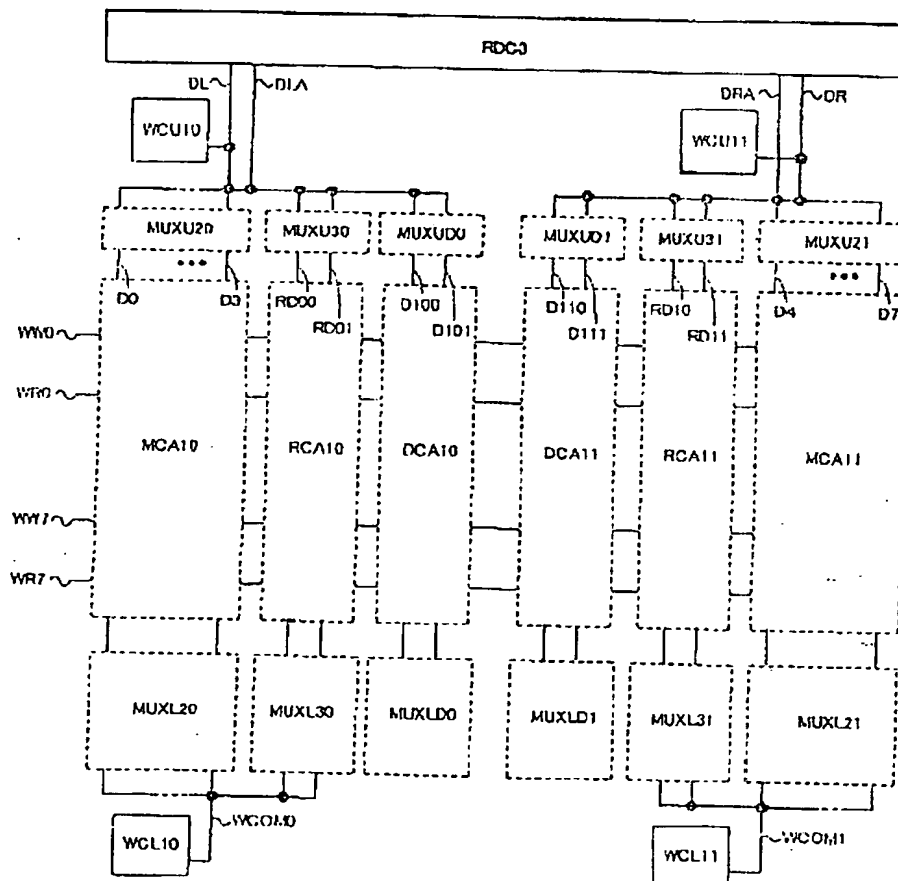 RDC3
DL DLA DRA DR
WCU10 WCU11
MUXU20 MUXU30 MUXUD0 MUXUD1 MUXU31 MUXU21
D0 ••• D3 RD00 RD01 D100 D101 D110 D111 RD10 RD11 D4 ••• D7
WW0
WR0
MCA10 RCA10 DCA10 DCA11 RCA11 MCA11
WW7
WR7
MUXL20 MUXL30 MUXLD0 MUXLD1 MUXL31 MUXL21
WCOM0 WCOM1
WCL10 WCL11